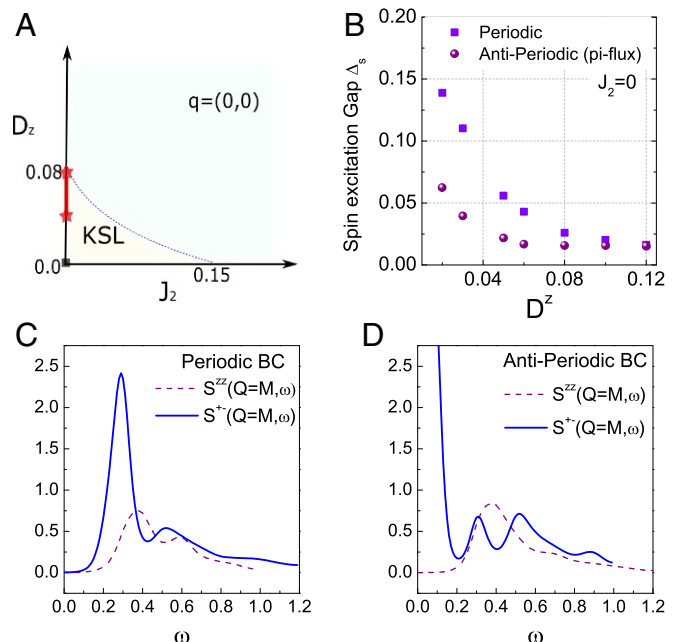 A
D_z
q=(0,0)
0.08
KSL
0.0
0.15
J_2
B
0.20
0.15
0.10
0.05
0.00
Spin excitation Gap Δ_s
Periodic
Anti-Periodic (pi-flux)
J_2=0
0.04
0.08
0.12
D^z
C
2.5
2.0
1.5
1.0
0.5
0.0
Periodic BC
S^zz(Q=M,ω)
S^+-(Q=M,ω)
0.0 0.2 0.4 0.6 0.8 1.0 1.2
ω
D
2.5
2.0
1.5
1.0
0.5
0.0
Anti-Periodic BC
S^zz(Q=M,ω)
S^+-(Q=M,ω)
0.0 0.2 0.4 0.6 0.8 1.0 1.2
ω